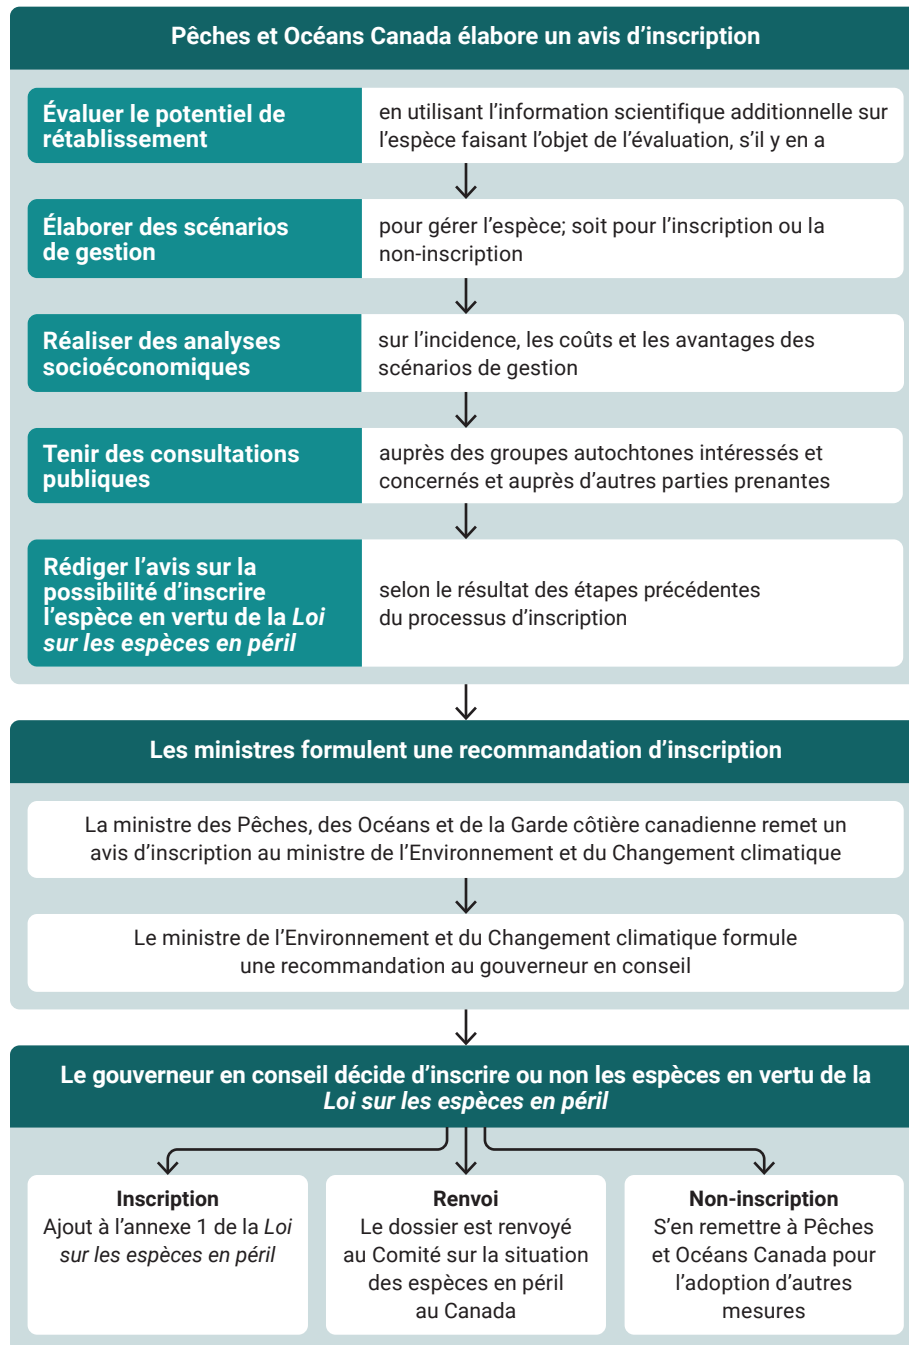 Pêches et Océans Canada élabore un avis d’inscription
Évaluer le potentiel de
rétablissement
en utilisant l’information scientifique additionnelle sur
l’espèce faisant l’objet de l’évaluation, s’il y en a
Élaborer des scénarios
de gestion
pour gérer l’espèce; soit pour l’inscription ou la
non-inscription
Réaliser des analyses
socioéconomiques
sur l’incidence, les coûts et les avantages des
scénarios de gestion
Tenir des consultations
publiques
auprès des groupes autochtones intéressés et
concernés et auprès d’autres parties prenantes
Rédiger l’avis sur la
possibilité d’inscrire
l’espèce en vertu de la Loi
sur les espèces en péril
selon le résultat des étapes précédentes
du processus d’inscription
Les ministres formulent une recommandation d’inscription
La ministre des Pêches, des Océans et de la Garde côtière canadienne remet un
avis d’inscription au ministre de l’Environnement et du Changement climatique
Le ministre de l’Environnement et du Changement climatique formule
une recommandation au gouverneur en conseil
Le gouverneur en conseil décide d’inscrire ou non les espèces en vertu de la
Loi sur les espèces en péril
Inscription
Ajout à l’annexe 1 de la Loi
sur les espèces en péril
Renvoi
Le dossier est renvoyé
au Comité sur la situation
des espèces en péril
au Canada
Non-inscription
S’en remettre à Pêches
et Océans Canada pour
l’adoption d’autres
mesures